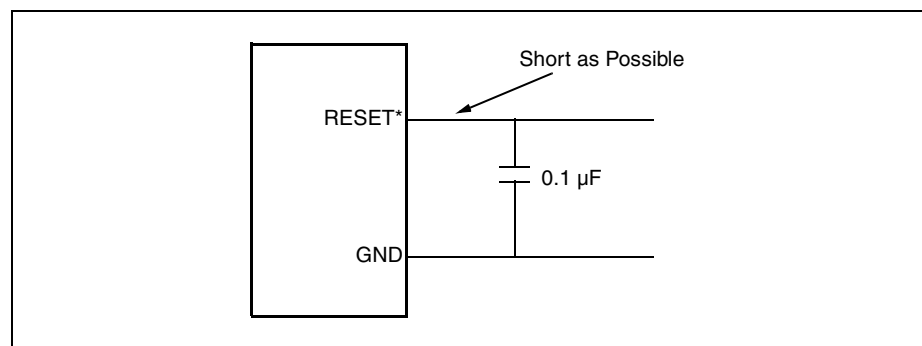 Short as Possible
RESET*
0.1 µF
GND